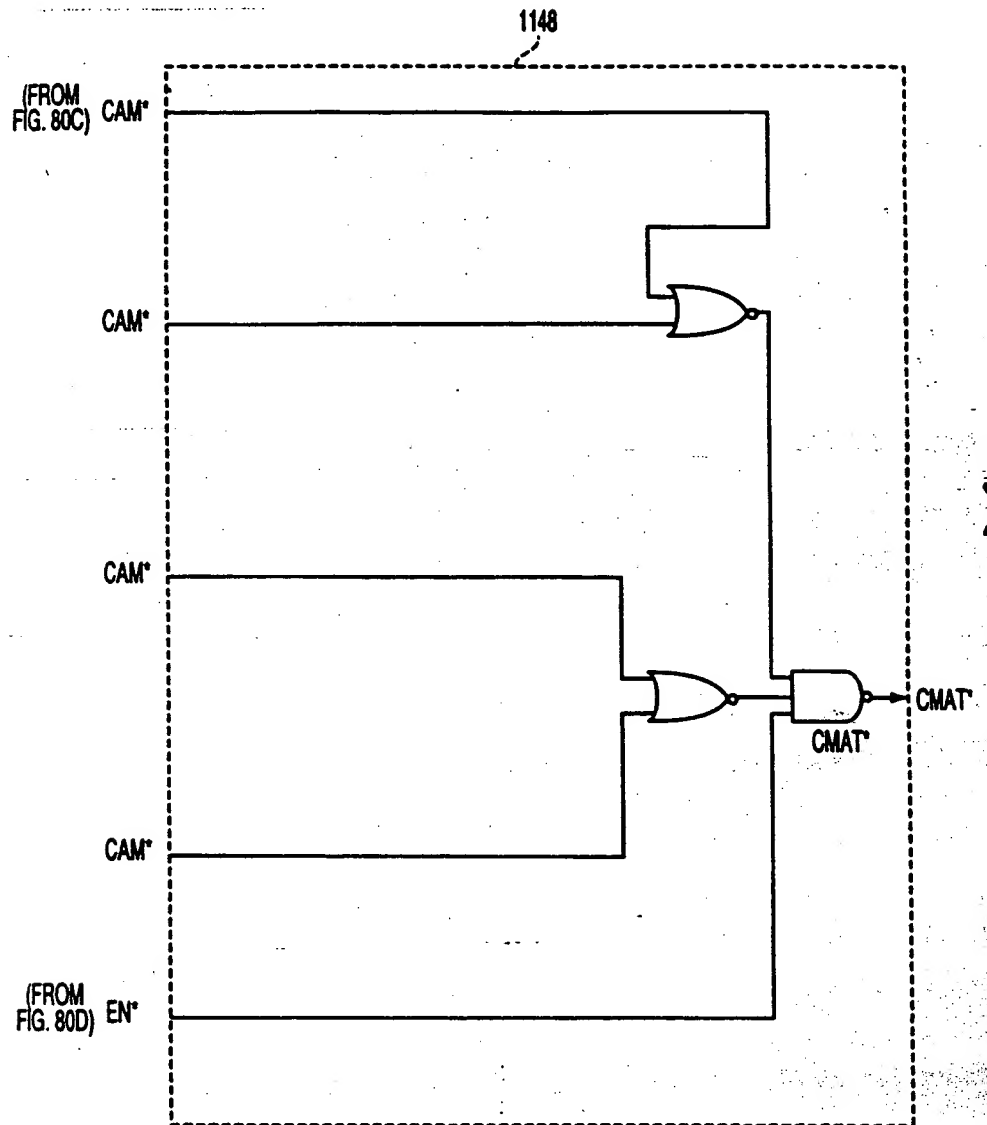 1148
(FROM
FIG. 80C) CAM*
CAM*
CAM*
CMAT*
CMAT*
CAM*
(FROM
FIG. 80D) EN*